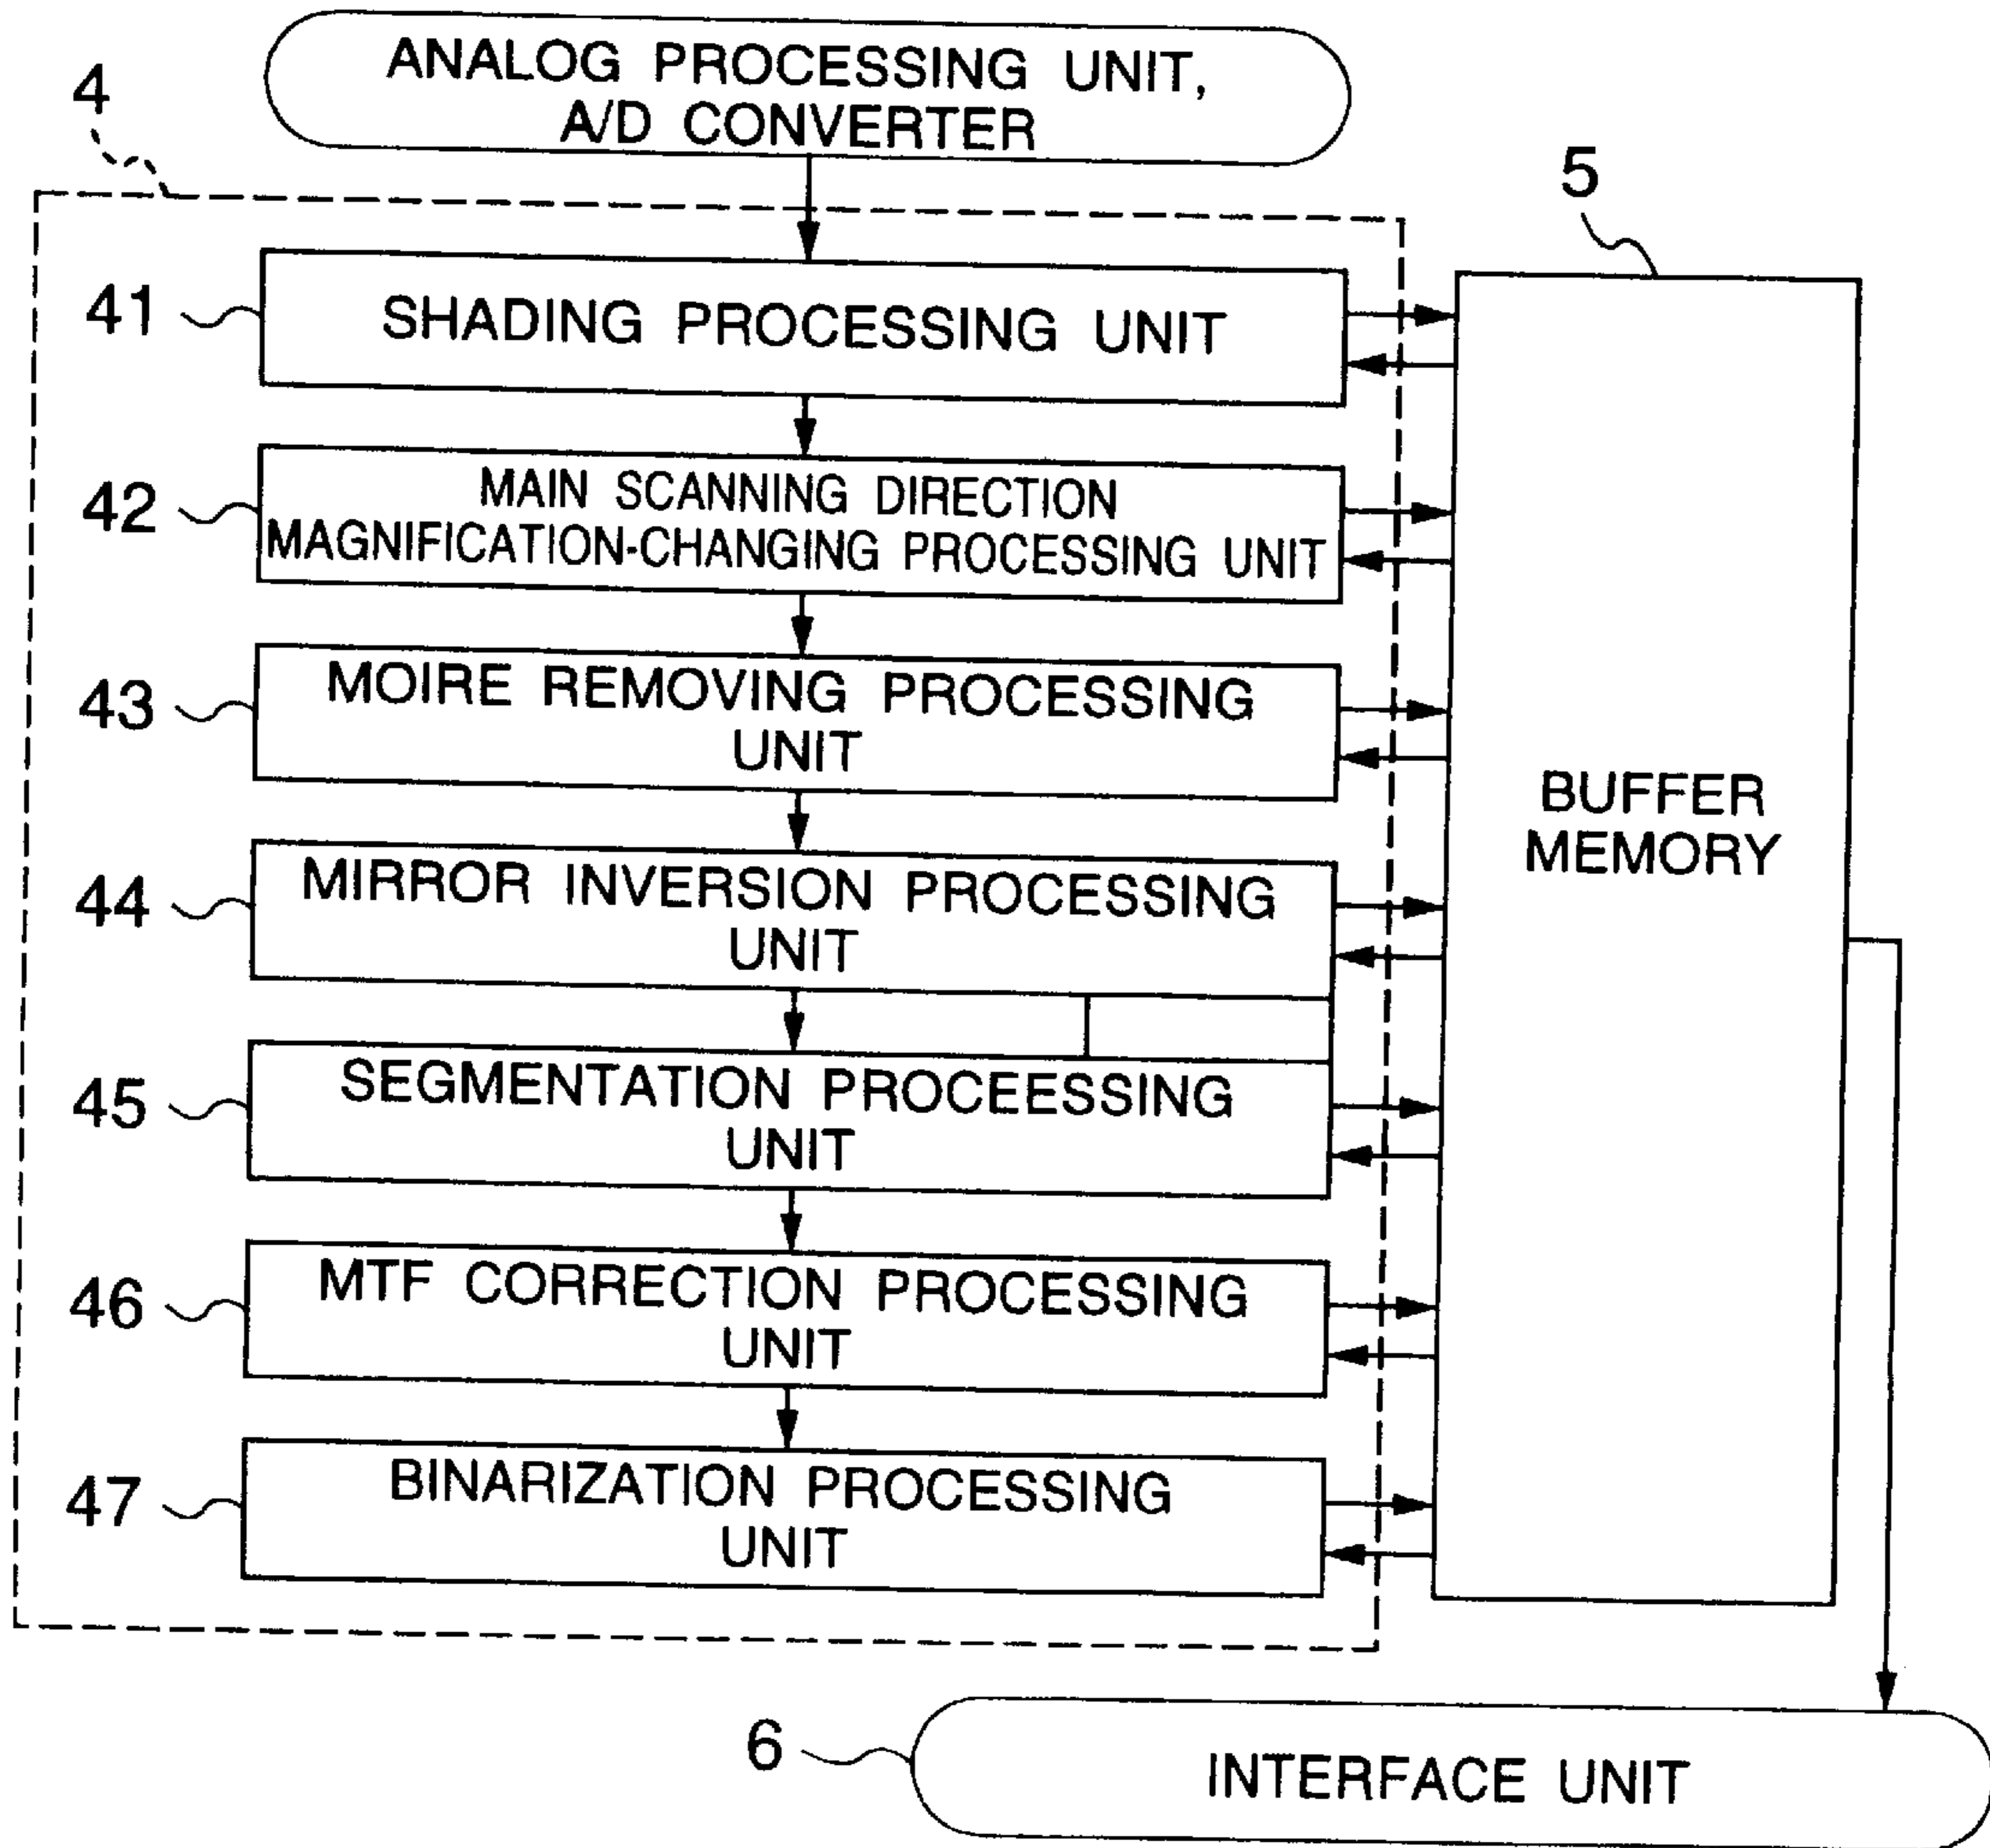 ANALOG PROCESSING UNIT,
A/D CONVERTER
4
5
41
SHADING PROCESSING UNIT
42
MAIN SCANNING DIRECTION
MAGNIFICATION-CHANGING PROCESSING UNIT
43
MOIRE REMOVING PROCESSING
UNIT
BUFFER
MEMORY
44
MIRROR INVERSION PROCESSING
UNIT
45
SEGMENTATION PROCEESSING
UNIT
46
MTF CORRECTION PROCESSING
UNIT
47
BINARIZATION PROCESSING
UNIT
6
INTERFACE UNIT